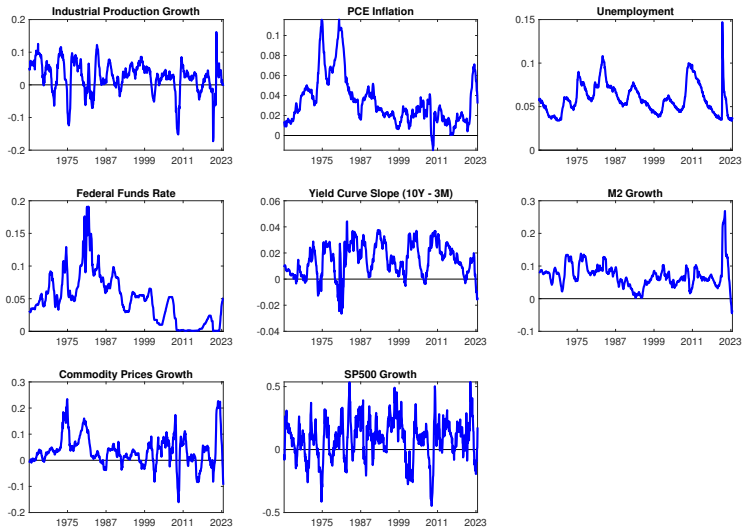 Industrial Production Growth
0.2
0.1
0
-0.1
-0.2
1975 1987 1999 2011 2023
PCE Inflation
0.1
0.08
0.06
0.04
0.02
0
1975 1987 1999 2011 2023
Unemployment
0.15
0.1
0.05
0
1975 1987 1999 2011 2023
Federal Funds Rate
0.2
0.15
0.1
0.05
0
1975 1987 1999 2011 2023
Yield Curve Slope (10Y - 3M)
0.06
0.04
0.02
0
-0.02
-0.04
1975 1987 1999 2011 2023
M2 Growth
0.3
0.2
0.1
0
-0.1
1975 1987 1999 2011 2023
Commodity Prices Growth
0.3
0.2
0.1
0
-0.1
-0.2
1975 1987 1999 2011 2023
SP500 Growth
0.5
0
-0.5
1975 1987 1999 2011 2023